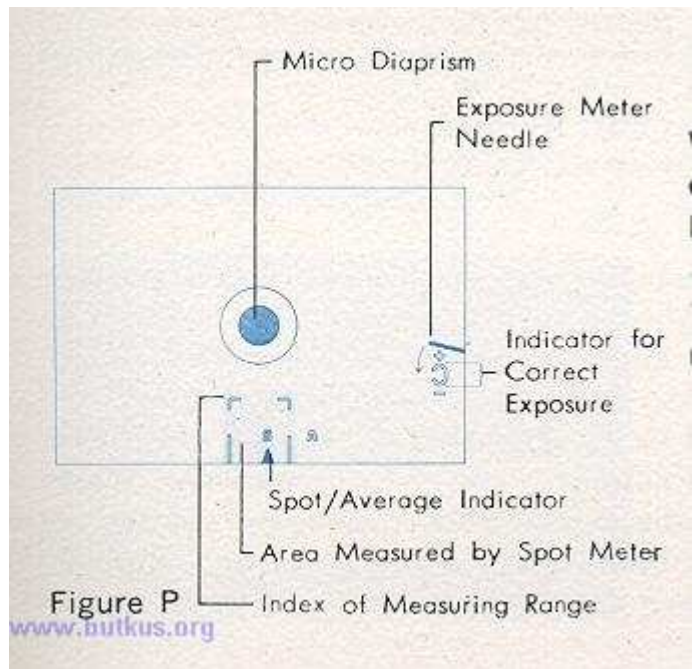 Micro Diaprism
Exposure Meter
Needle
+
Indicator for
Correct
Exposure
-
S A
Spot/Average Indicator
Area Measured by Spot Meter
Index of Measuring Range
Figure P
www.butkus.org